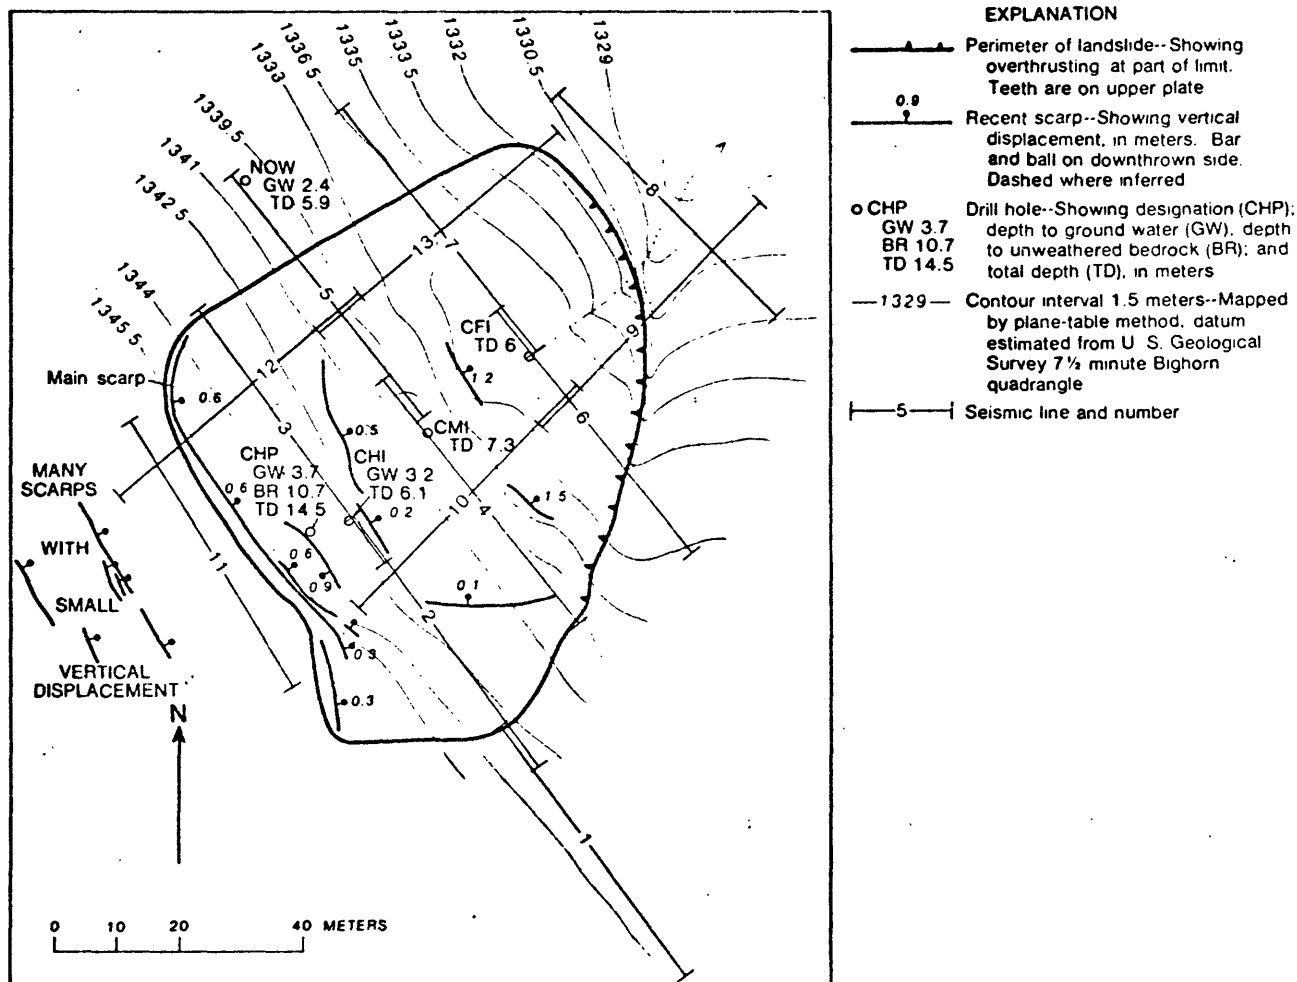 1329
1330.5
1332
1333.5
1335
1336 5
1333
1339.5
1341
1342 5
1344
1345.5
NOW
GW 2.4
TD 5.9
8
13
7
5
9
CFI
TD 6
12
Main scarp
0.6
1 2
3
6
0.5
CM1
TD 7.3
CHP
GW 3.7
BR 10.7
TD 14 5
CHI
GW 3 2
TD 6.1
MANY
SCARPS
0 6
0 2
10
4
1 5
WITH
11
0 6
0.9
0 1
SMALL
2
0 3
VERTICAL
DISPLACEMENT
0.3
N
1
0 10 20 40 METERS
EXPLANATION
Perimeter of landslide--Showing
overthrusting at part of limit.
Teeth are on upper plate
0.9
Recent scarp--Showing vertical
displacement, in meters. Bar
and ball on downthrown side.
Dashed where inferred
CHP
GW 3.7
BR 10.7
TD 14.5
Drill hole--Showing designation (CHP);
depth to ground water (GW), depth
to unweathered bedrock (BR); and
total depth (TD), in meters
—1329— Contour interval 1.5 meters--Mapped
by plane-table method, datum
estimated from U S. Geological
Survey 7½ minute Bighorn
quadrangle
5 Seismic line and number